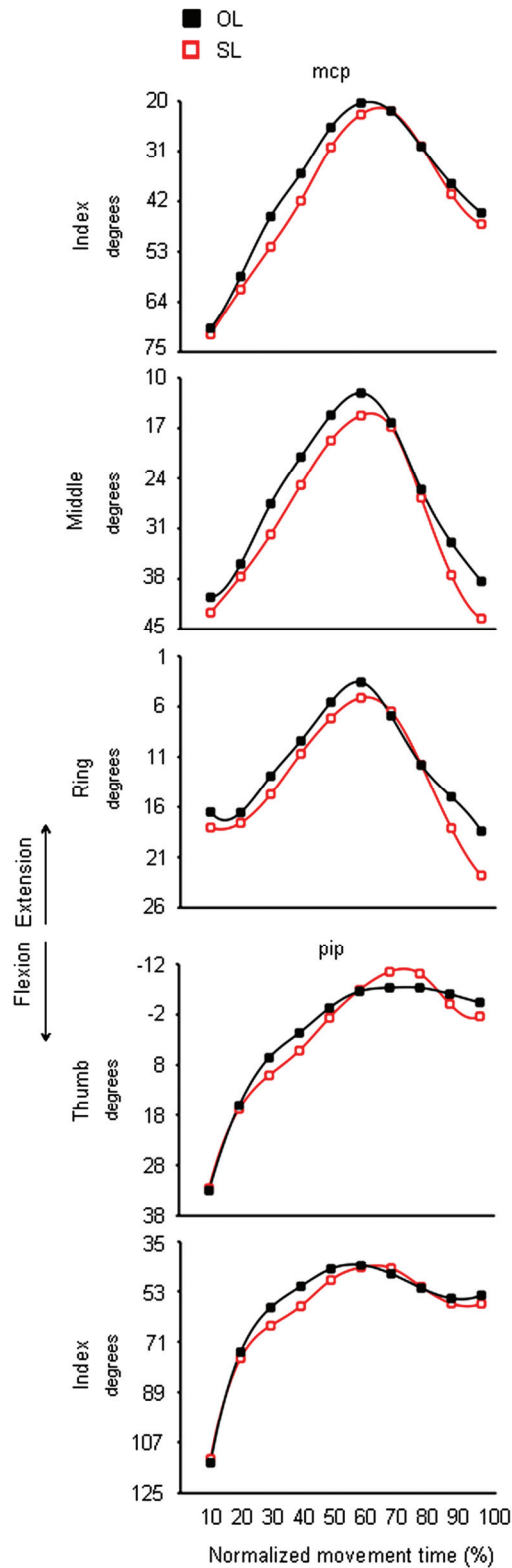 OL
SL
mcp
20
31
42
53
64
75
Index
degrees
10
17
24
31
38
45
Middle
degrees
1
6
11
16
21
26
Ring
degrees
Flexion Extension
pip
-12
-2
8
18
28
38
Thumb
degrees
35
53
71
89
107
125
Index
degrees
10 20 30 40 50 60 70 80 90 100
Normalized movement time (%)